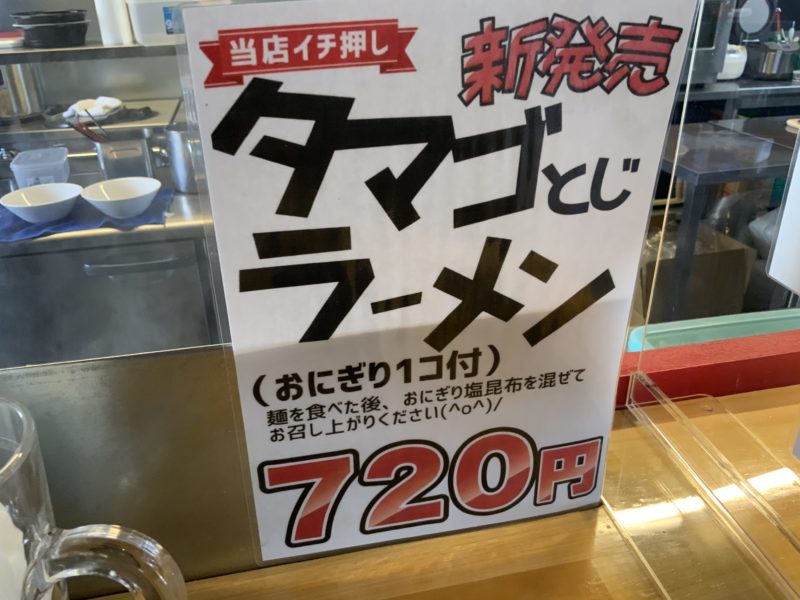 当店イチ押し
新発売
タマゴとじ
ラーメン
(おにぎり1コ付)
麺を食べた後、おにぎり塩昆布を混ぜて
お召し上がりください(^o^)/
720円